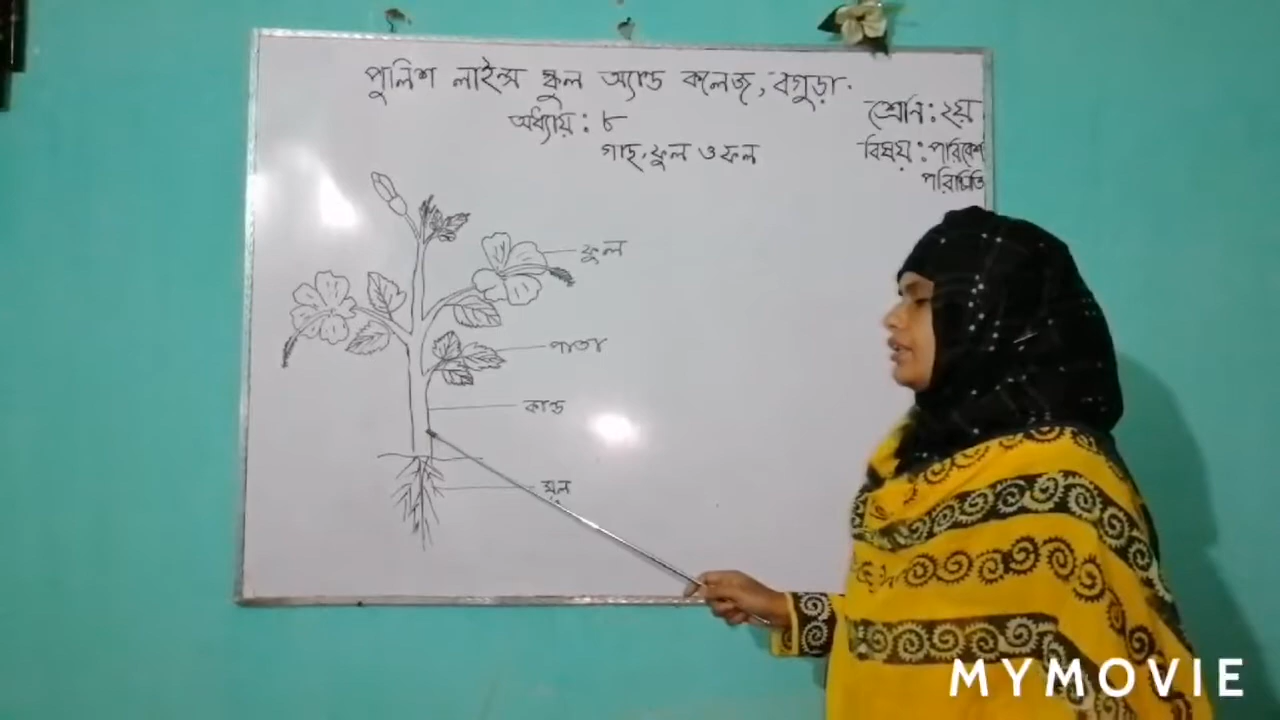 পুলিশ লাইন্স স্কুল অ্যান্ড কলেজ, বগুড়া.
অধ্যায় : ৮
শ্রেনি : ২য়
গাছ, ফুল ও ফল
বিষয় : পরিবেশ
পরিচিতি
ফুল
পাতা
কান্ড
মূল
MYMOVIE